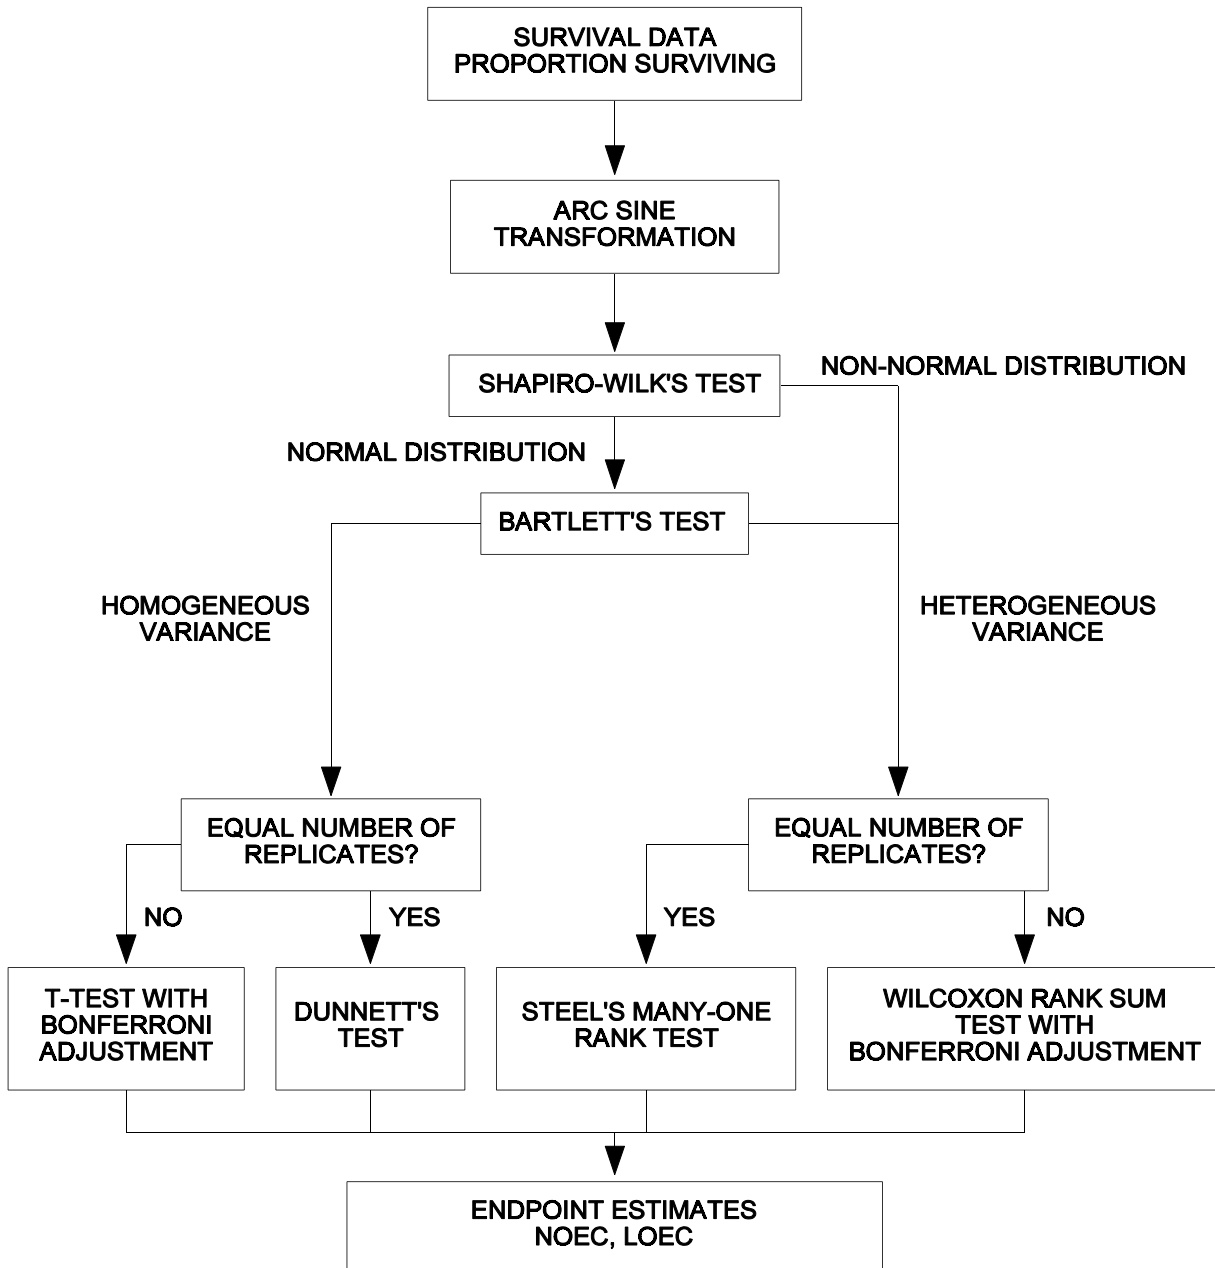 SURVIVAL DATA
PROPORTION SURVIVING
ARC SINE
TRANSFORMATION
NON-NORMAL DISTRIBUTION
SHAPIRO-WILK'S TEST
NORMAL DISTRIBUTION
BARTLETT'S TEST
HOMOGENEOUS
VARIANCE
HETEROGENEOUS
VARIANCE
EQUAL NUMBER OF
REPLICATES?
EQUAL NUMBER OF
REPLICATES?
NO
YES
YES
NO
T-TEST WITH
BONFERRONI
ADJUSTMENT
DUNNETT'S
TEST
STEEL'S MANY-ONE
RANK TEST
WILCOXON RANK SUM
TEST WITH
BONFERRONI ADJUSTMENT
ENDPOINT ESTIMATES
NOEC, LOEC